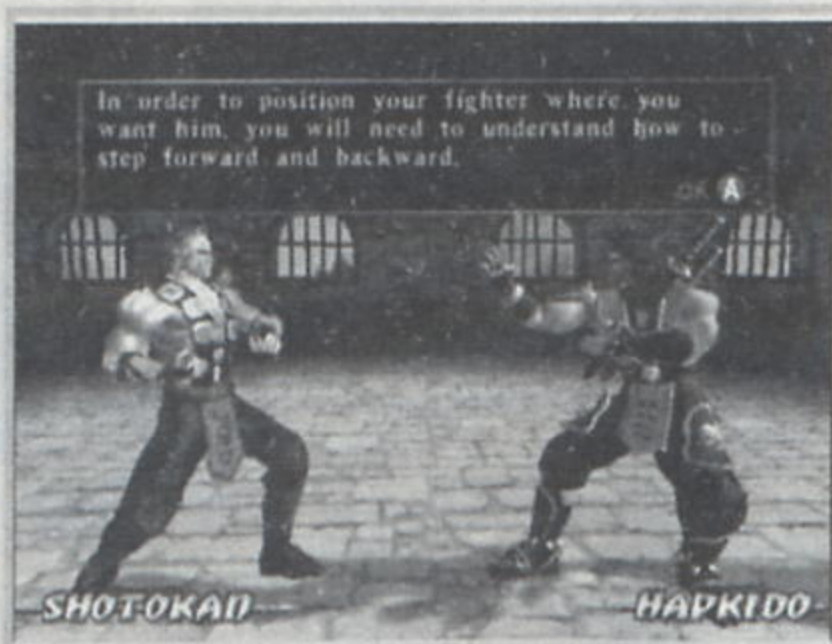 In order to position your fighter where you
want him, you will need to understand how to
step forward and backward.
OK A
SHOTOKAN
HAPKIDO